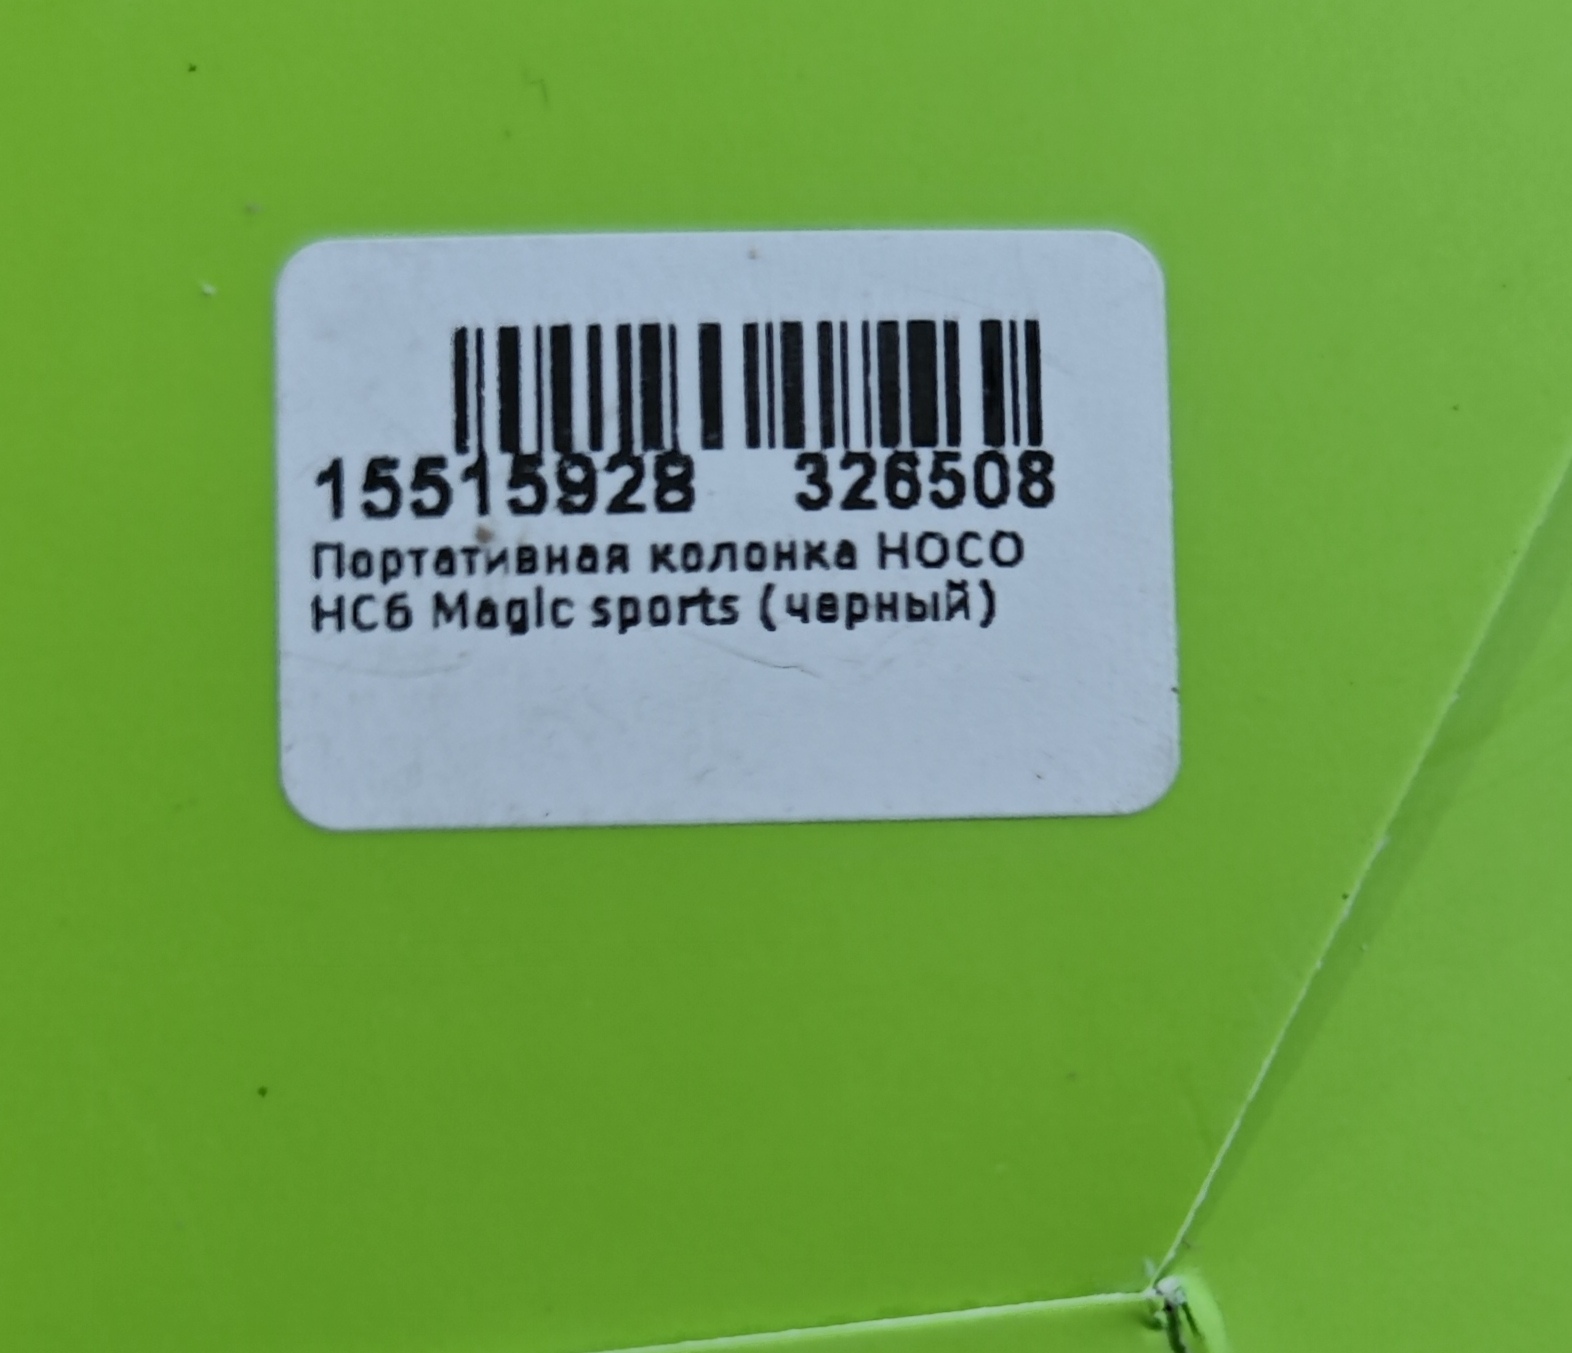 15515928 326508
Портативная колонка HOCO
HC6 Magic sports (черный)